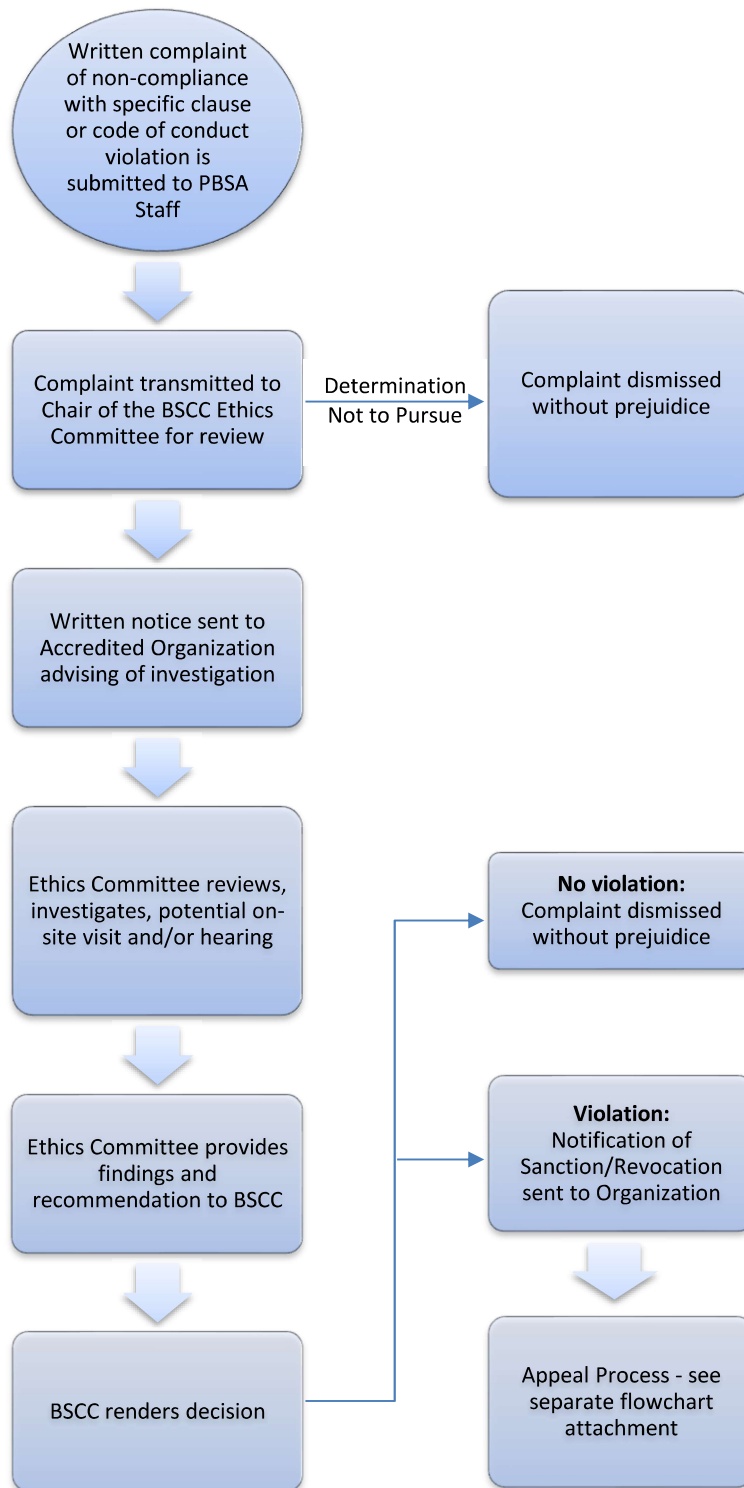 Written complaint
of non-compliance
with specific clause
or code of conduct
violation is
submitted to PBSA
Staff
Complaint transmitted to
Chair of the BSCC Ethics
Committee for review
Determination
Not to Pursue
Complaint dismissed
without prejudice
Written notice sent to
Accredited Organization
advising of investigation
Ethics Committee reviews,
investigates, potential on-
site visit and/or hearing
Ethics Committee provides
findings and
recommendation to BSCC
BSCC renders decision
No violation:
Complaint dismissed
without prejudice
Violation:
Notification of
Sanction/Revocation
sent to Organization
Appeal Process - see
separate flowchart
attachment